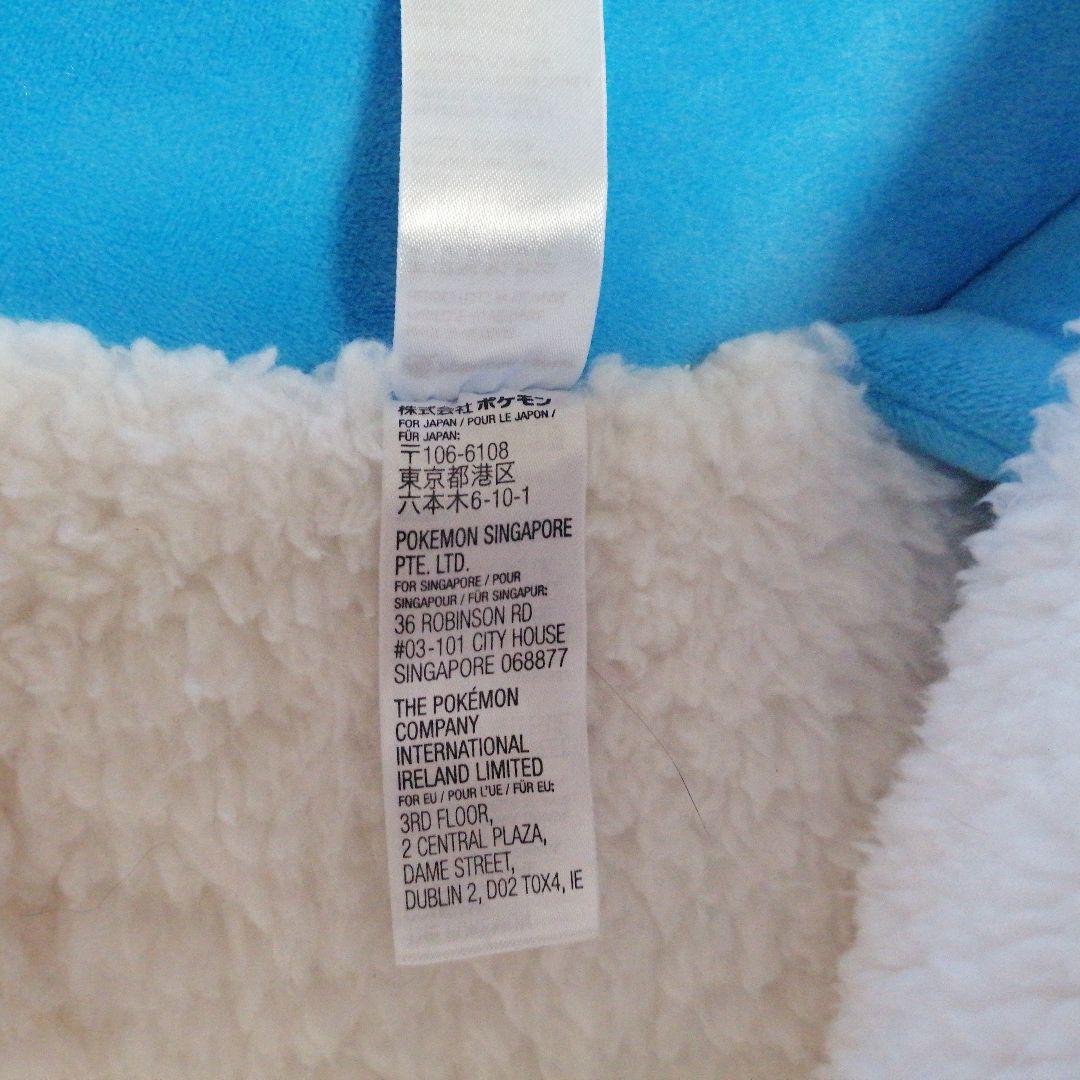 株式会社 ポケモン
FOR JAPAN / POUR LE JAPON /
FÜR JAPAN:
〒106-6108
東京都港区
六本木6-10-1
POKEMON SINGAPORE
PTE. LTD.
FOR SINGAPORE / POUR
SINGAPOUR / FÜR SINGAPUR:
36 ROBINSON RD
#03-101 CITY HOUSE
SINGAPORE 068877
THE POKÉMON
COMPANY
INTERNATIONAL
IRELAND LIMITED
FOR EU / POUR L'UE / FÜR EU:
3RD FLOOR,
2 CENTRAL PLAZA,
DAME STREET,
DUBLIN 2, D02 T0X4, IE